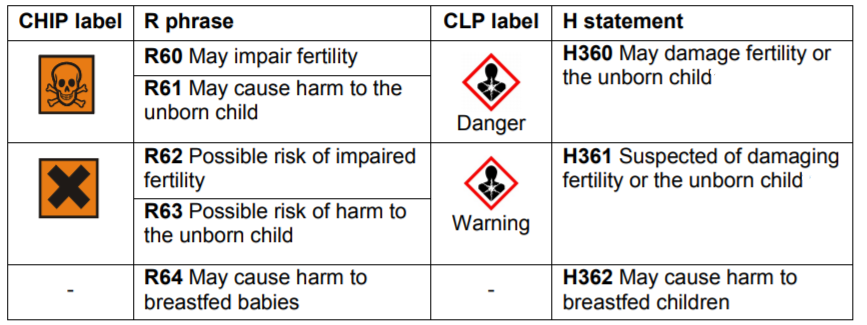 CHIP label R phrase CLP label H statement
R60 May impair fertility
R61 May cause harm to the
unborn child
Danger
H360 May damage fertility or
the unborn child
R62 Possible risk of impaired
fertility
R63 Possible risk of harm to
the unborn child
Warning
H361 Suspected of damaging
fertility or the unborn child
-
R64 May cause harm to
breastfed babies
-
H362 May cause harm to
breastfed children